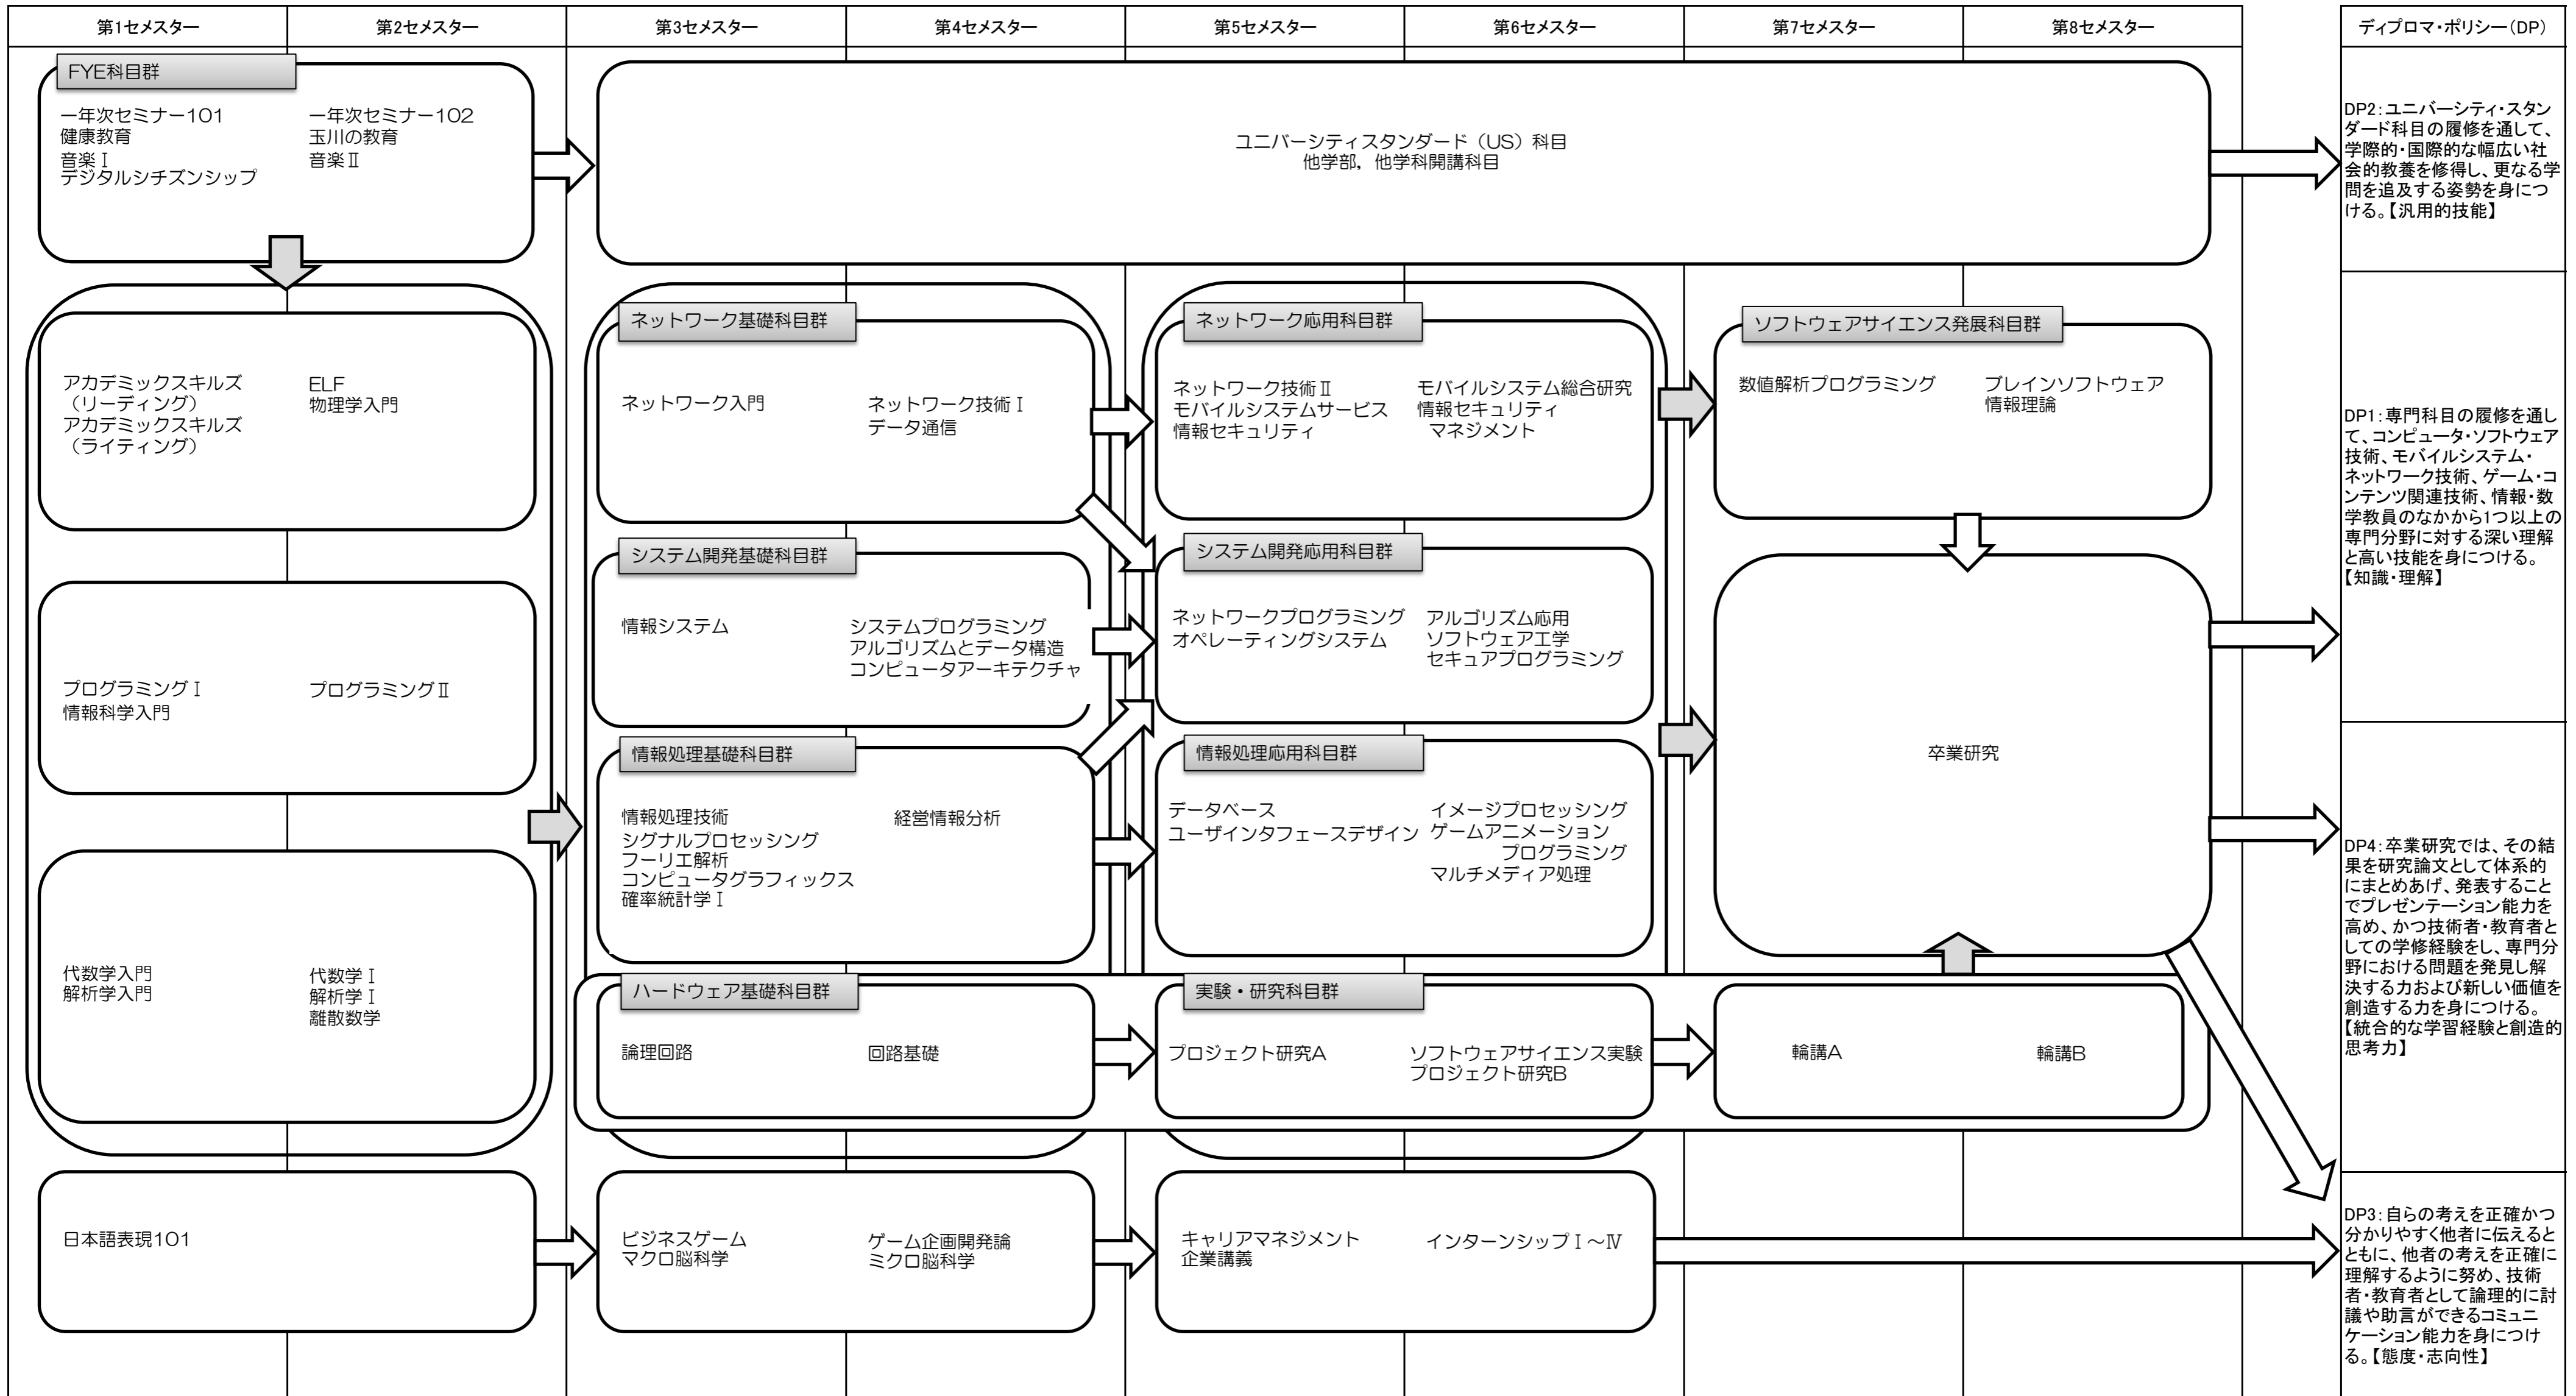 第1セメスター
第2セメスター
第3セメスター
第4セメスター
第5セメスター
第6セメスター
第7セメスター
第8セメスター
ディプロマ・ポリシー(DP)
FYE科目群
一年次セミナー101
健康教育
音楽Ⅰ
デジタルシチズンシップ
一年次セミナー102
玉川の教育
音楽Ⅱ
ユニバーシティスタンダード（US）科目
他学部，他学科開講科目
DP2：ユニバーシティ・スタン
ダード科目の履修を通して、
学際的・国際的な幅広い社
会的教養を修得し、更なる学
問を追及する姿勢を身につ
ける。【汎用的技能】
アカデミックスキルズ
（リーディング）
アカデミックスキルズ
（ライティング）
ELF
物理学入門
ネットワーク基礎科目群
ネットワーク入門
ネットワーク技術Ⅰ
データ通信
ネットワーク応用科目群
ネットワーク技術Ⅱ
モバイルシステムサービス
情報セキュリティ
モバイルシステム総合研究
情報セキュリティ
マネジメント
ソフトウェアサイエンス発展科目群
数値解析プログラミング
ブレインソフトウェア
情報理論
DP1：専門科目の履修を通し
て、コンピュータ・ソフトウェア
技術、モバイルシステム・
ネットワーク技術、ゲーム・コ
ンテンツ関連技術、情報・数
学教員のなかから1つ以上の
専門分野に対する深い理解
と高い技能を身につける。
【知識・理解】
プログラミングⅠ
情報科学入門
プログラミングⅡ
システム開発基礎科目群
情報システム
システムプログラミング
アルゴリズムとデータ構造
コンピュータアーキテクチャ
システム開発応用科目群
ネットワークプログラミング
オペレーティングシステム
アルゴリズム応用
ソフトウェア工学
セキュアプログラミング
情報処理基礎科目群
情報処理技術
シグナルプロセッシング
フーリエ解析
コンピュータグラフィックス
確率統計学Ⅰ
経営情報分析
情報処理応用科目群
データベース
ユーザインタフェースデザイン
イメージプロセッシング
ゲームアニメーション
プログラミング
マルチメディア処理
卒業研究
DP4：卒業研究では、その結
果を研究論文として体系的
にまとめあげ、発表すること
でプレゼンテーション能力を
高め、かつ技術者・教育者と
しての学修経験をし、専門分
野における問題を発見し解
決する力および新しい価値を
創造する力を身につける。
【統合的な学習経験と創造的
思考力】
代数学入門
解析学入門
代数学Ⅰ
解析学Ⅰ
離散数学
ハードウェア基礎科目群
論理回路
回路基礎
実験・研究科目群
プロジェクト研究A
ソフトウェアサイエンス実験
プロジェクト研究B
輪講A
輪講B
日本語表現101
ビジネスゲーム
マクロ脳科学
ゲーム企画開発論
ミクロ脳科学
キャリアマネジメント
企業講義
インターンシップⅠ～Ⅳ
DP3：自らの考えを正確かつ
分かりやすく他者に伝えると
ともに、他者の考えを正確に
理解するように努め、技術
者・教育者として論理的に討
議や助言ができるコミュニ
ケーション能力を身につけ
る。【態度・志向性】